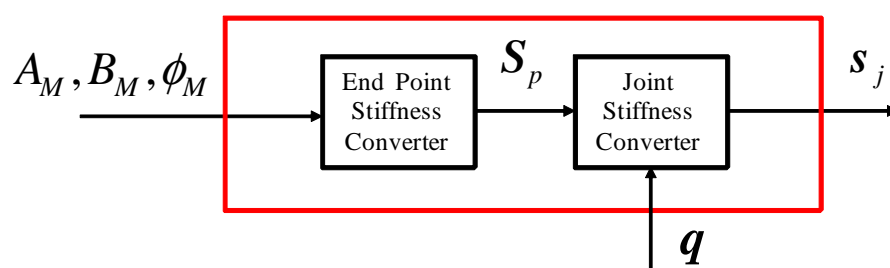 A_M, B_M, ϕ_M
End Point
Stiffness
Converter
S_p
Joint
Stiffness
Converter
s_j
q